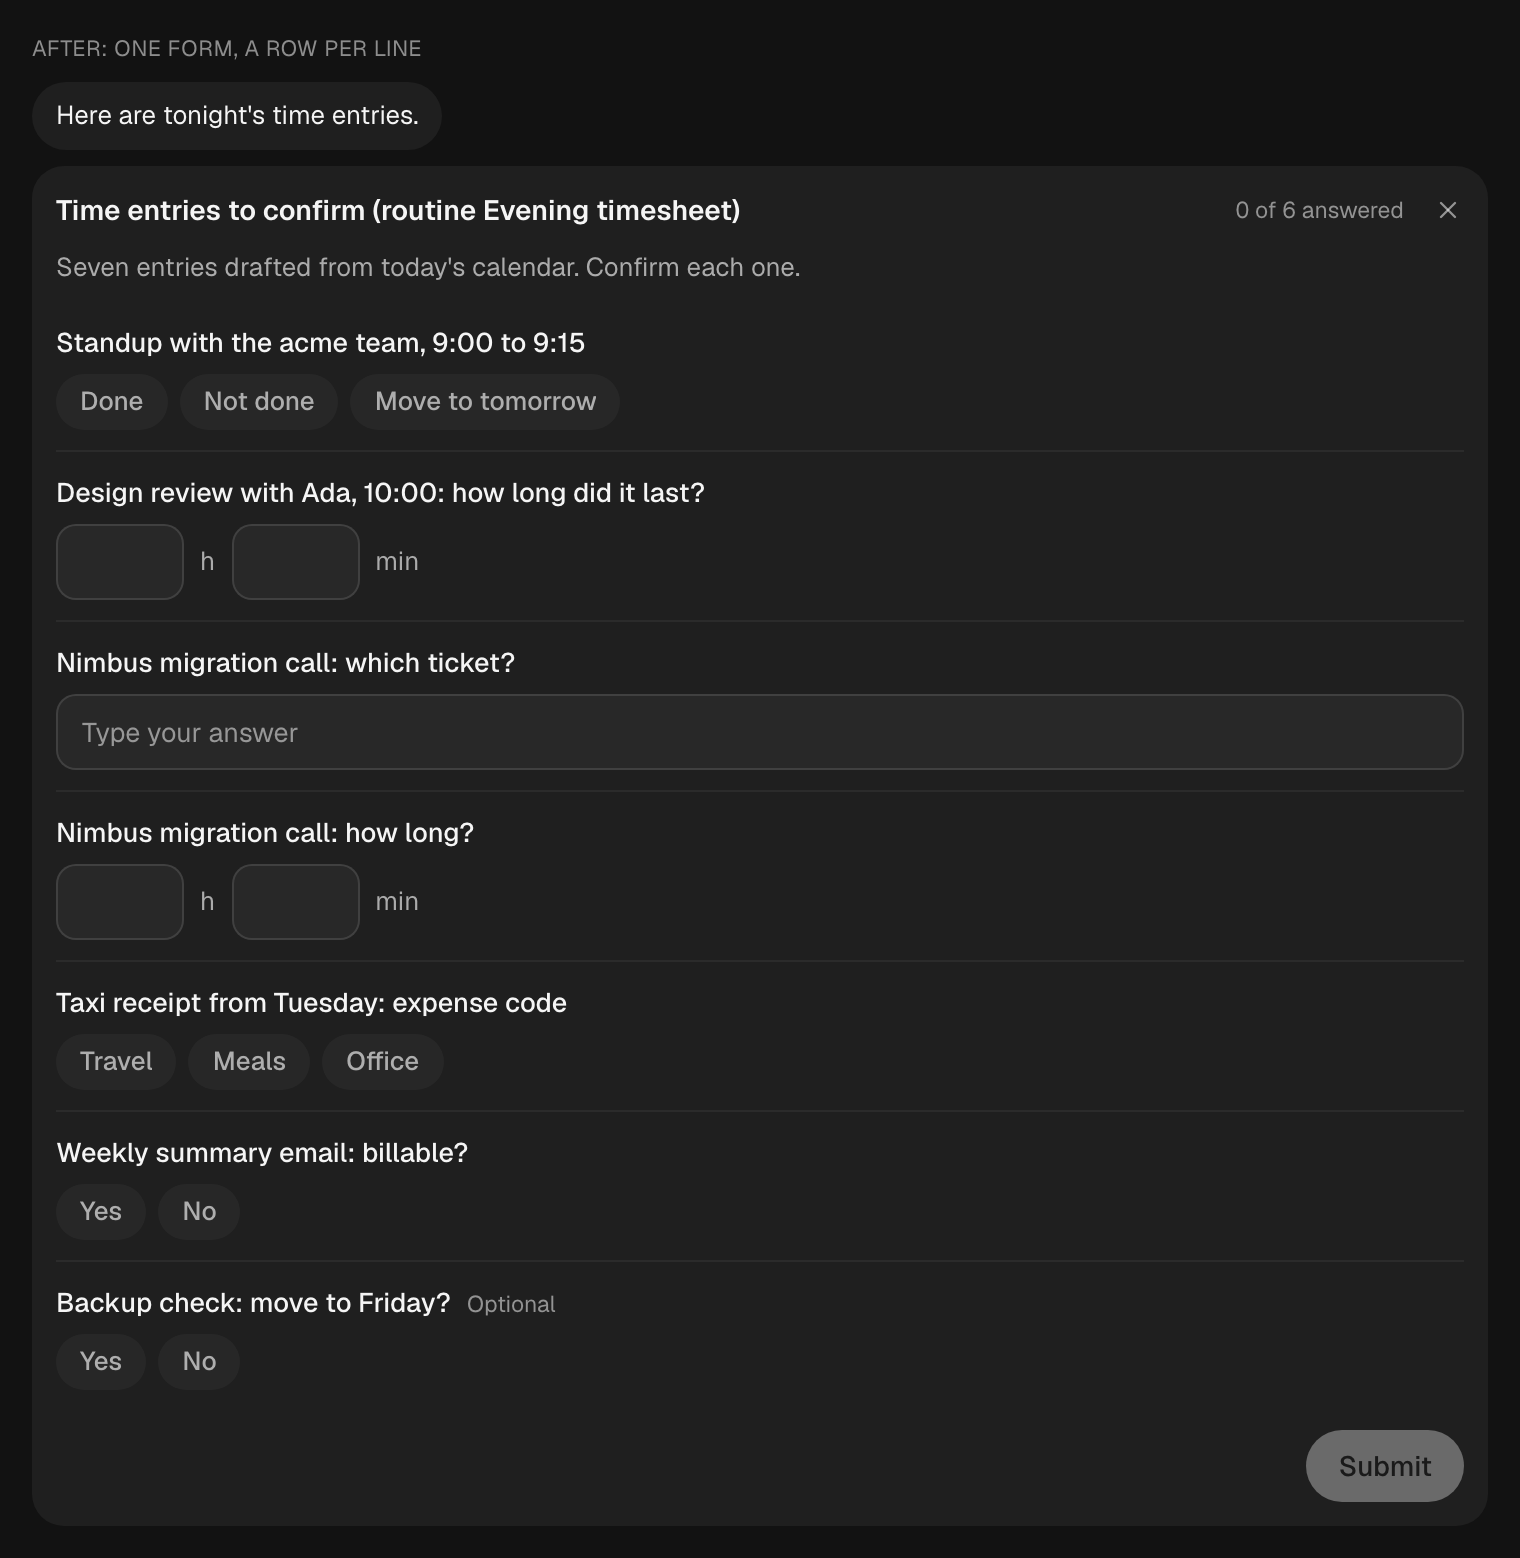 AFTER: ONE FORM, A ROW PER LINE
Here are tonight's time entries.
Time entries to confirm (routine Evening timesheet)
0 of 6 answered
Seven entries drafted from today's calendar. Confirm each one.
Standup with the acme team, 9:00 to 9:15
Done Not done Move to tomorrow
Design review with Ada, 10:00: how long did it last?
h min
Nimbus migration call: which ticket?
Type your answer
Nimbus migration call: how long?
h min
Taxi receipt from Tuesday: expense code
Travel Meals Office
Weekly summary email: billable?
Yes No
Backup check: move to Friday? Optional
Yes No
Submit